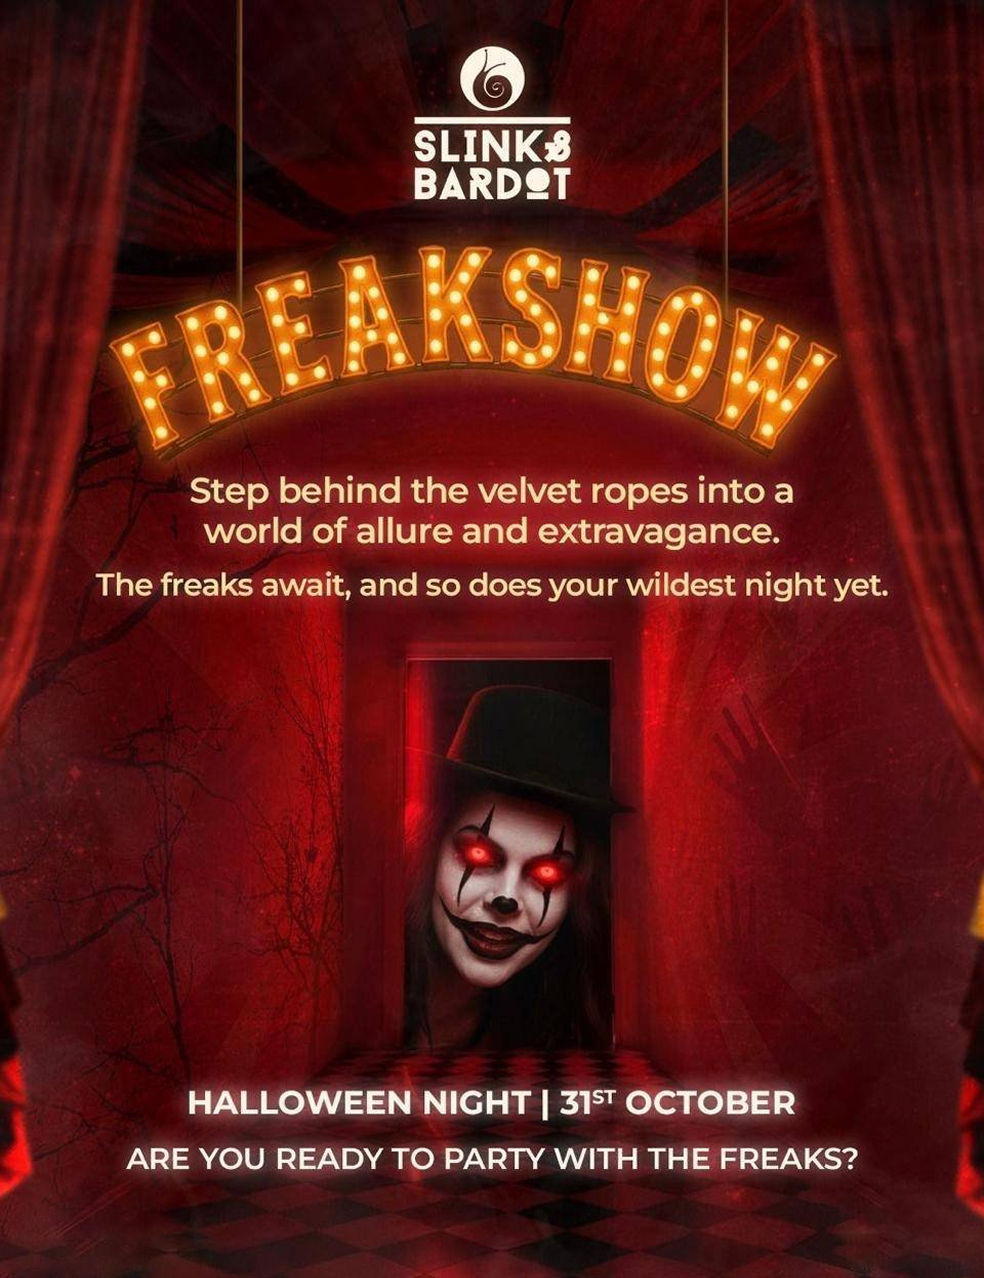 SLINK&
BARDOT
FREAKSHOW
Step behind the velvet ropes into a
world of allure and extravagance.
The freaks await, and so does your wildest night yet.
HALLOWEEN NIGHT | 31ST OCTOBER
ARE YOU READY TO PARTY WITH THE FREAKS?